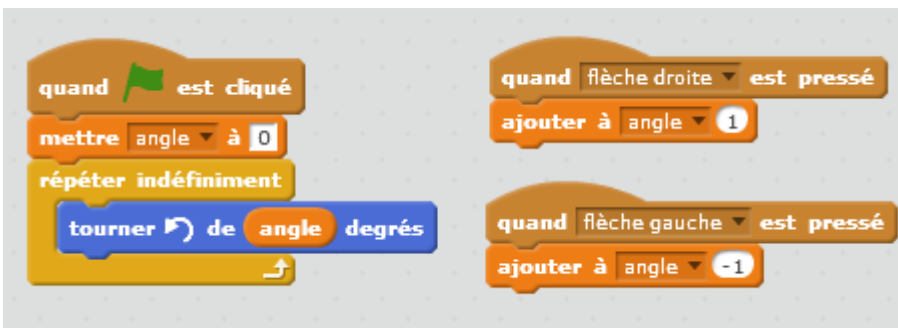 quand est cliqué
mettre angle à 0
répéter indéfiniment
tourner de angle degrés
quand flèche droite est pressé
ajouter à angle 1
quand flèche gauche est pressé
ajouter à angle -1